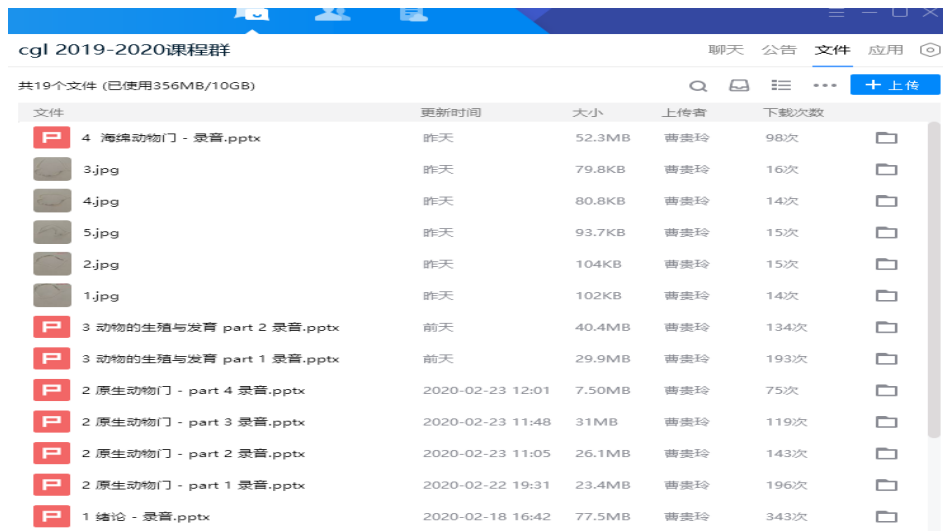 cgl 2019-2020课程群 聊天 公告 文件 应用
共19个文件 (已使用356MB/10GB) 上传
文件 更新时间 大小 上传者 下载次数
4 海绵动物门 - 录音.pptx 昨天 52.3MB 曹贵玲 98次
3.jpg 昨天 79.8KB 曹贵玲 16次
4.jpg 昨天 80.8KB 曹贵玲 14次
5.jpg 昨天 93.7KB 曹贵玲 15次
2.jpg 昨天 104KB 曹贵玲 15次
1.jpg 昨天 102KB 曹贵玲 14次
3 动物的生殖与发育 part 2 录音.pptx 前天 40.4MB 曹贵玲 134次
3 动物的生殖与发育 part 1 录音.pptx 前天 29.9MB 曹贵玲 193次
2 原生动物门 - part 4 录音.pptx 2020-02-23 12:01 7.50MB 曹贵玲 75次
2 原生动物门 - part 3 录音.pptx 2020-02-23 11:48 31MB 曹贵玲 119次
2 原生动物门 - part 2 录音.pptx 2020-02-23 11:05 26.1MB 曹贵玲 143次
2 原生动物门 - part 1 录音.pptx 2020-02-22 19:31 23.4MB 曹贵玲 196次
1 绪论 - 录音.pptx 2020-02-18 16:42 77.5MB 曹贵玲 343次